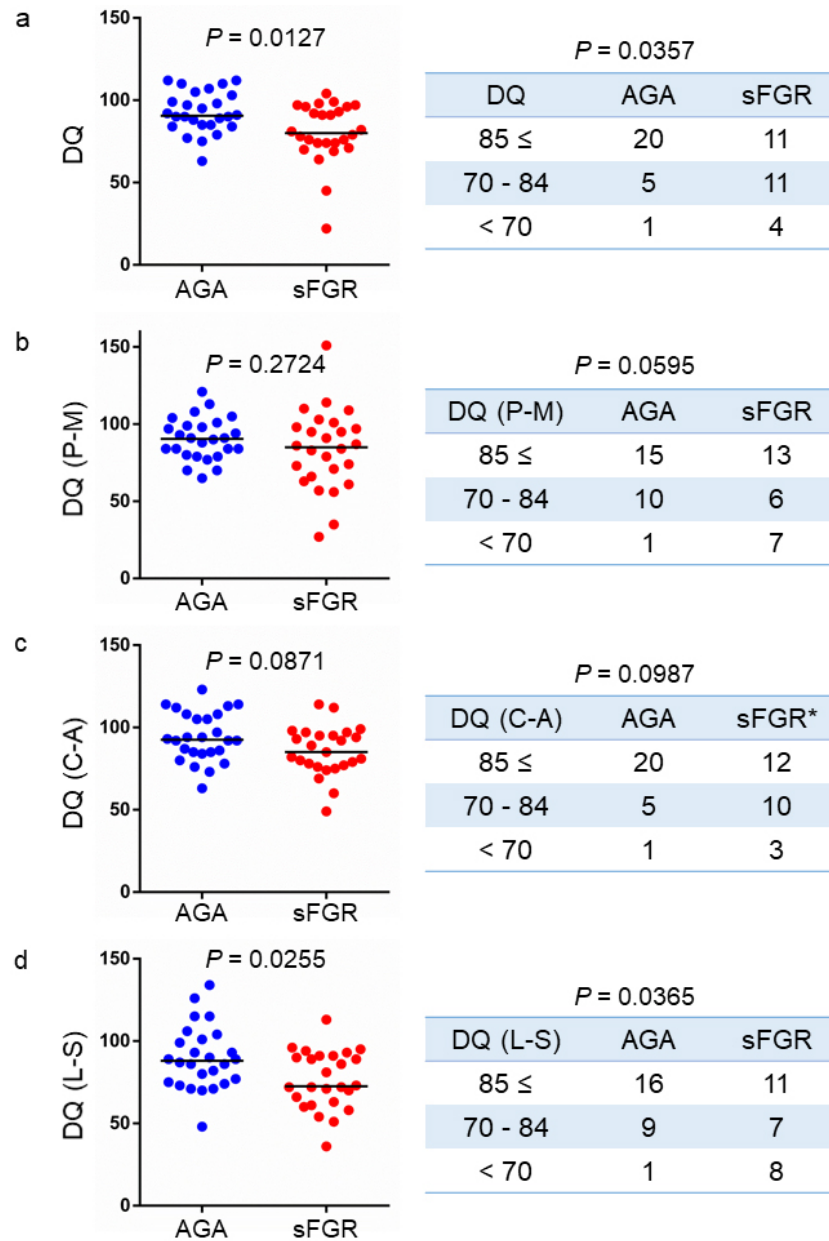 a
150
100
50
0
DQ
P = 0.0127
AGA sFGR
P = 0.0357
DQ AGA sFGR
85 ≤ 20 11
70 - 84 5 11
< 70 1 4
b
150
100
50
0
DQ (P-M)
P = 0.2724
AGA sFGR
P = 0.0595
DQ (P-M) AGA sFGR
85 ≤ 15 13
70 - 84 10 6
< 70 1 7
c
150
100
50
0
DQ (C-A)
P = 0.0871
AGA sFGR
P = 0.0987
DQ (C-A) AGA sFGR*
85 ≤ 20 12
70 - 84 5 10
< 70 1 3
d
150
100
50
0
DQ (L-S)
P = 0.0255
AGA sFGR
P = 0.0365
DQ (L-S) AGA sFGR
85 ≤ 16 11
70 - 84 9 7
< 70 1 8